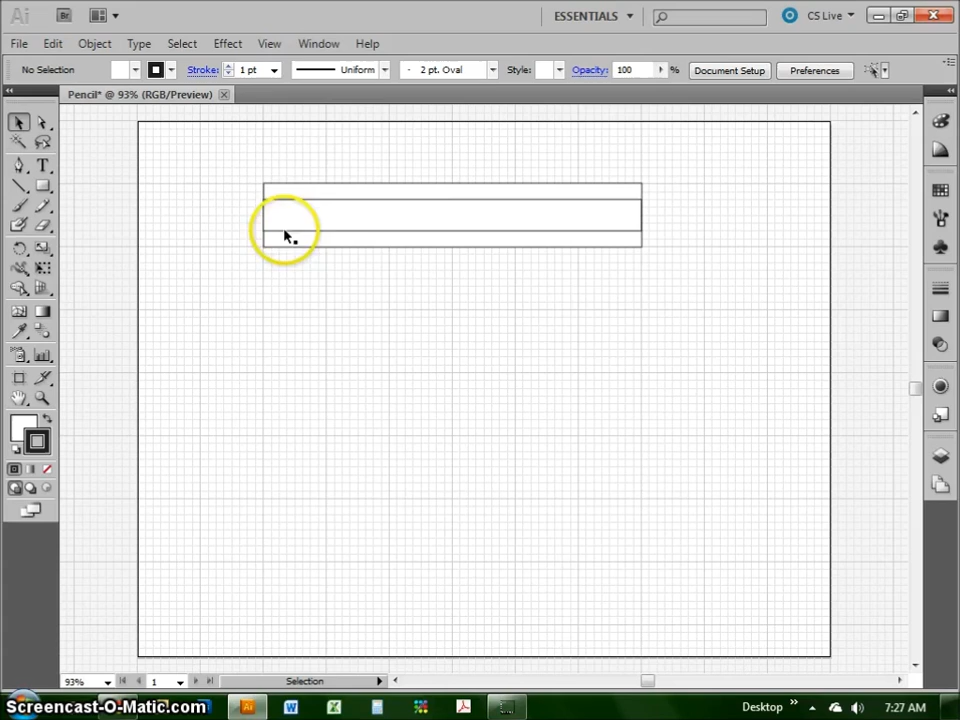 Ai Br ESSENTIALS CS Live
File Edit Object Type Select Effect View Window Help
No Selection Stroke: 1 pt Uniform 2 pt. Oval Style: Opacity: 100 % Document Setup Preferences
Pencil* @ 93% (RGB/Preview)
T
93% 1 Selection
Screencast-O-Matic.com Ai W Desktop 7:27 AM